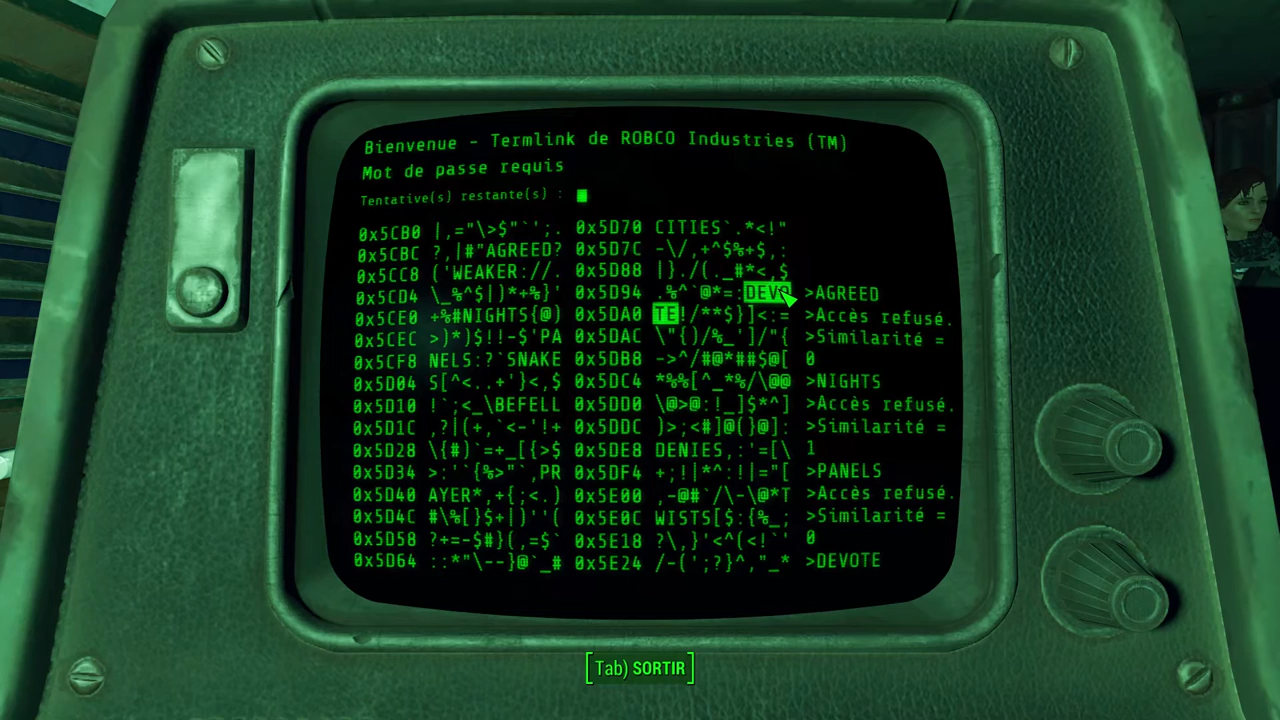 Bienvenue - Termlink de ROBCO Industries (TM)
Mot de passe requis
Tentative(s) restante(s) :
0x5CB0 |,="\>$"`';. 0x5D70 CITIES`.*<!"
0x5CBC ?,|#"AGREED? 0x5D7C -\/,+^$%+$,:
0x5CC8 ('WEAKER://. 0x5D88 |}./(._#*<,$
0x5CD4 \_%^$|)*+%}' 0x5D94 .%^`@*=:DEVO >AGREED
0x5CE0 +%#NIGHTS{@) 0x5DA0 TE!/**$}]<:= >Accès refusé.
0x5CEC >)*)$!!-$'PA 0x5DAC \"{)/%_']/"{ >Similarité =
0x5CF8 NELS:?`SNAKE 0x5DB8 ->^/#@*##$@[ 0
0x5D04 S[^<..+'}<,$ 0x5DC4 *%%[^_*%/\@@ >NIGHTS
0x5D10 !`;<_\BEFELL 0x5DD0 \@>@:!_]$*^] >Accès refusé.
0x5D1C ,?|(+,`<-'!+ 0x5DDC )>;<#]@(}@]: >Similarité =
0x5D28 \{#)`=+_[{>$ 0x5DE8 DENIES,:'=[\ 1
0x5D34 >:'`{%>"`,PR 0x5DF4 +;!|*^:!|="[ >PANELS
0x5D40 AYER*,+{;<.) 0x5E00 ,-@#`/\-\@*T >Accès refusé.
0x5D4C #\%[}$+|)''( 0x5E0C WISTS[$:{%_; >Similarité =
0x5D58 ?+=-$#}(,=$` 0x5E18 ?\,}'<^(<!`' 0
0x5D64 ::*"\--}@`_# 0x5E24 /-(';?}^,"_* >DEVOTE
[Tab) SORTIR]